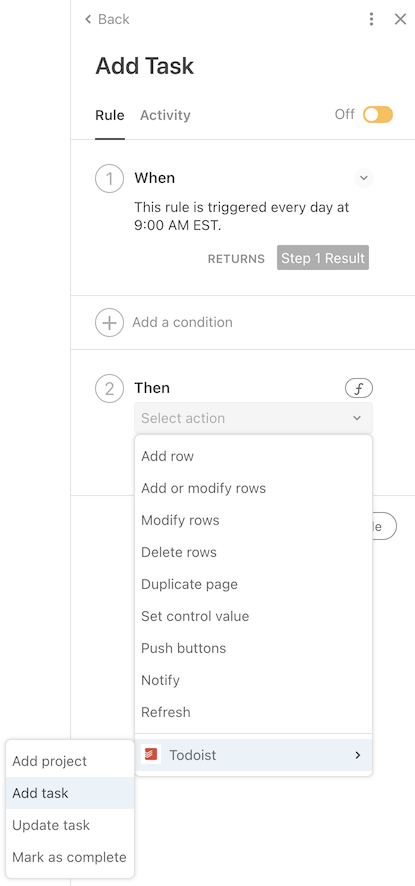 Back
Add Task
Rule Activity Off
1 When
This rule is triggered every day at
9:00 AM EST.
RETURNS Step 1 Result
Add a condition
2 Then
Select action
Add row
Add or modify rows
Modify rows
Delete rows
Duplicate page
Set control value
Push buttons
Notify
Refresh
Todoist
Add project
Add task
Update task
Mark as complete